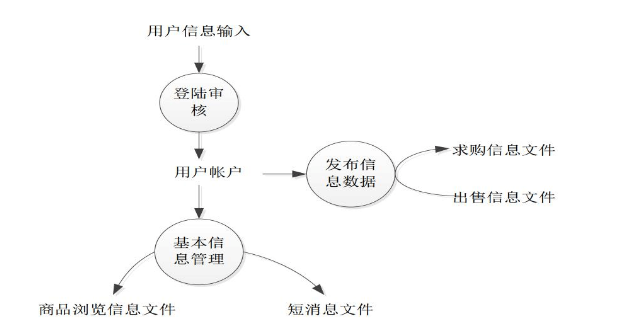 用户信息输入
登陆审
核
用户帐户
发布信
息数据
求购信息文件
出售信息文件
基本信
息管理
商品浏览信息文件
短消息文件